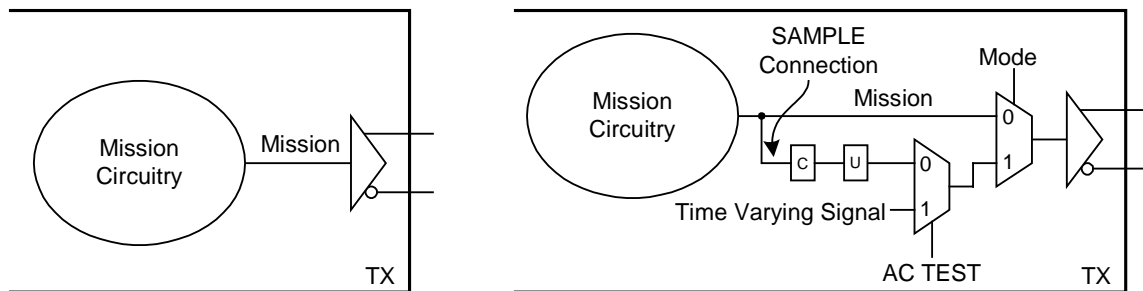 Mission
Circuitry
Mission
TX
SAMPLE
Connection
Mode
Mission
Circuitry
Mission
0
C
U
0
1
Time Varying Signal
1
AC TEST
TX